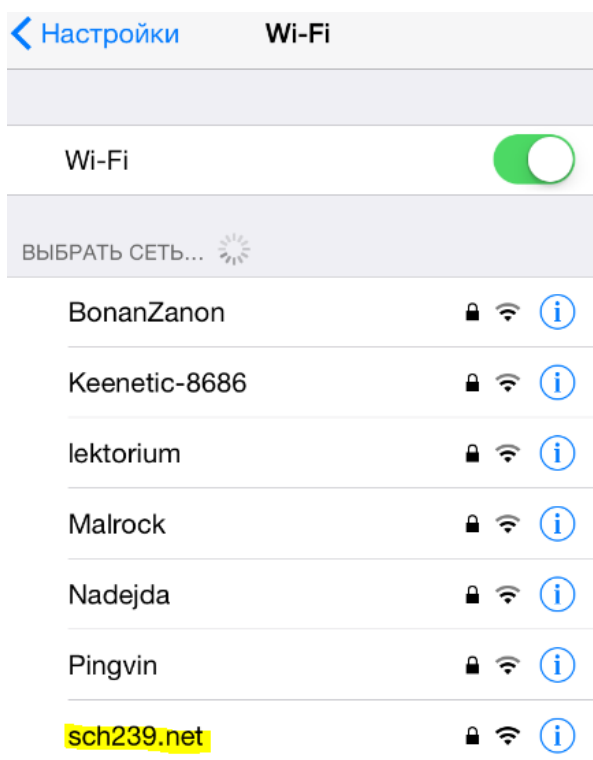 Настройки Wi-Fi
Wi-Fi
ВЫБРАТЬ СЕТЬ...
BonanZanon
Keenetic-8686
lektorium
Malrock
Nadejda
Pingvin
sch239.net